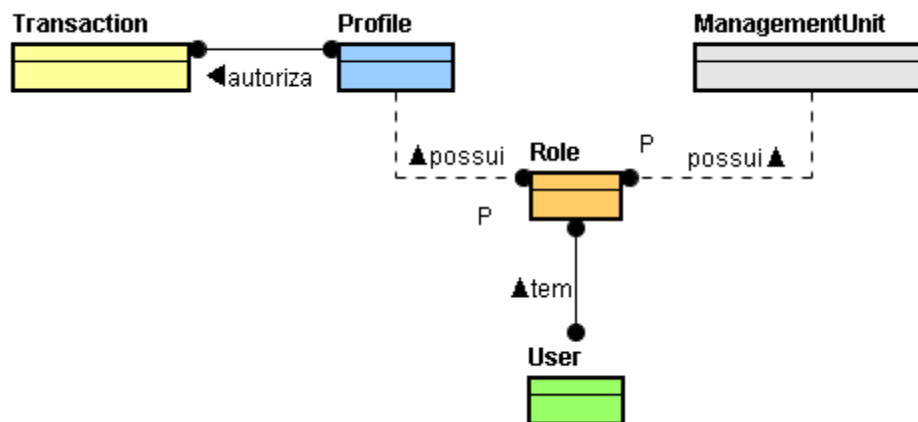 Transaction
Profile
ManagementUnit
◀autoriza
▲possui
Role
P
possui▲
P
▲tem
User